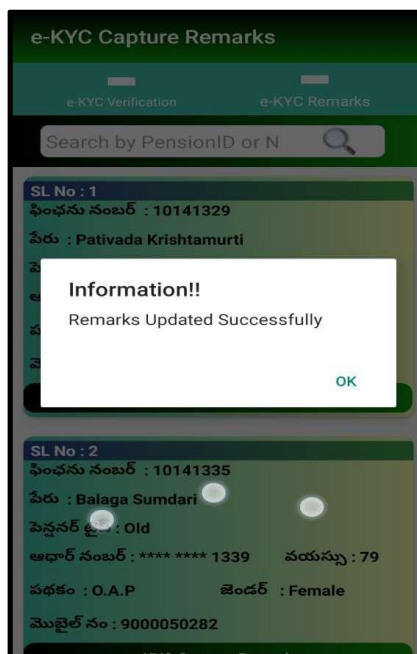 e-KYC Capture Remarks
e-KYC Verification e-KYC Remarks
Search by PensionID or N
SL No : 1
ఫింఛను నంబర్ : 10141329
పేరు : Pativada Krishtamurti
Information!!
Remarks Updated Successfully
OK
SL No : 2
ఫింఛను నంబర్ : 10141335
పేరు : Balaga Sumdari
పెన్షనర్ : Old
ఆధార్ నంబర్ : **** **** 1339 వయస్సు : 79
పథకం : O.A.P జెండర్ : Female
మొబైల్ నం : 9000050282